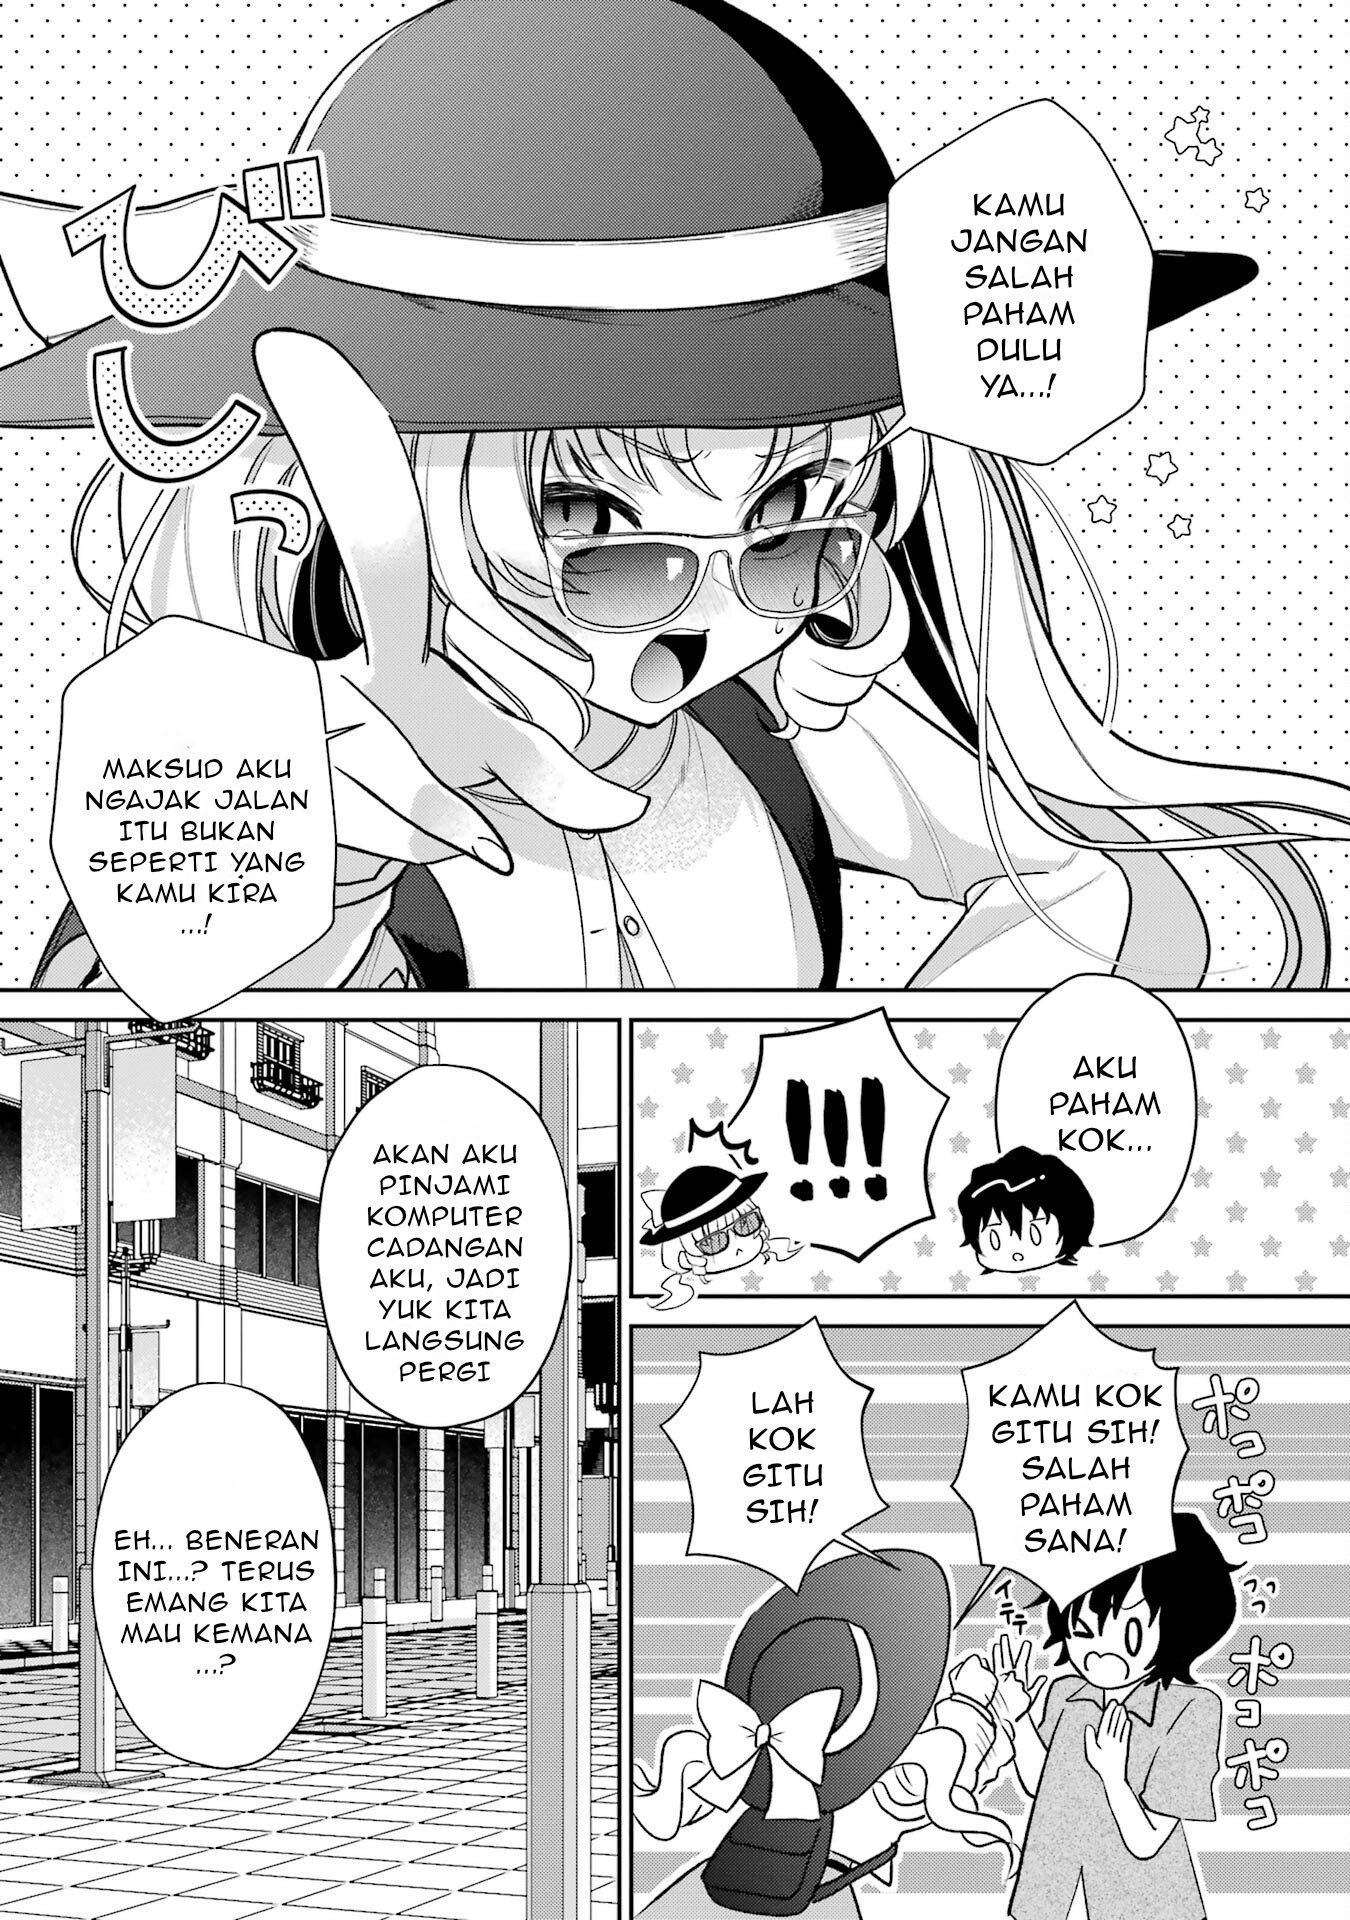 KAMU
JANGAN
SALAH
PAHAM
DULU
YA...!
びしっ
MAKSUD AKU
NGAJAK JALAN
ITU BUKAN
SEPERTI YANG
KAMU KIRA
...!
AKU
PAHAM
KOK...
!!!
KAMU KOK
GITU SIH!
SALAH
PAHAM
SANA!
LAH
KOK
GITU
SIH!
ポコポコ
ポコポコ
イテテ
AKAN AKU
PINJAMI
KOMPUTER
CADANGAN
AKU, JADI
YUK KITA
LANGSUNG
PERGI
EH... BENERAN
INI...? TERUS
EMANG KITA
MAU KEMANA
...?